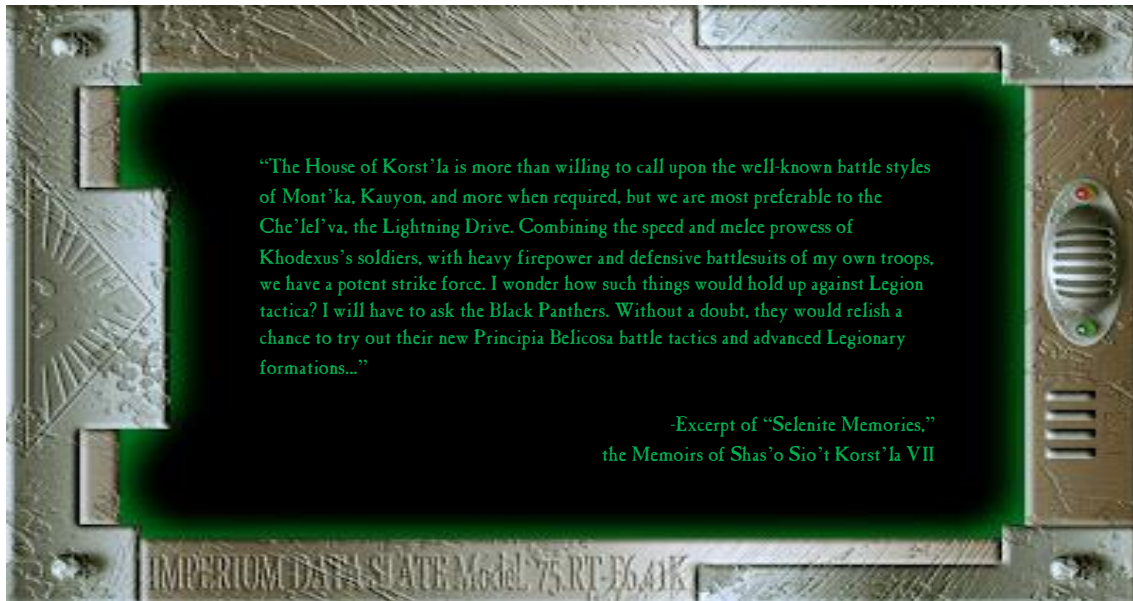 “The House of Korst’la is more than willing to call upon the well-known battle styles
of Mont’ka, Kauyon, and more when required, but we are most preferable to the
Che’lel’va, the Lightning Drive. Combining the speed and melee prowess of
Khodexus’s soldiers, with heavy firepower and defensive battlesuits of my own troops,
we have a potent strike force. I wonder how such things would hold up against Legion
tactica? I will have to ask the Black Panthers. Without a doubt, they would relish a
chance to try out their new Principia Belicosa battle tactics and advanced Legionary
formations...”
-Excerpt of “Selenite Memories,”
the Memoirs of Shas’o Sio’t Korst’la VII
IMPERIUM DATA SLATE Model. 75.RT-E6.41K